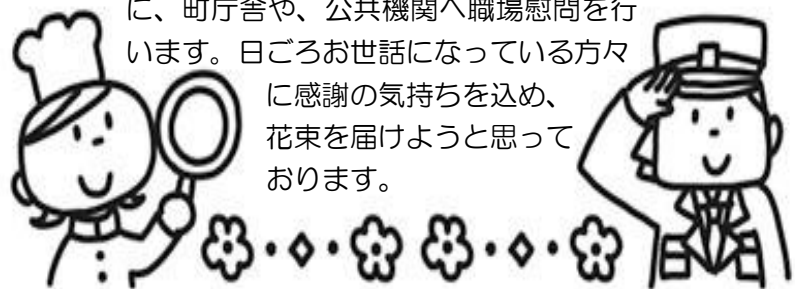 に、町庁舎や、公共機関へ職場慰問を行
います。日ごろお世話になっている方々
に感謝の気持ちを込め、
花束を届けようと思って
おります。